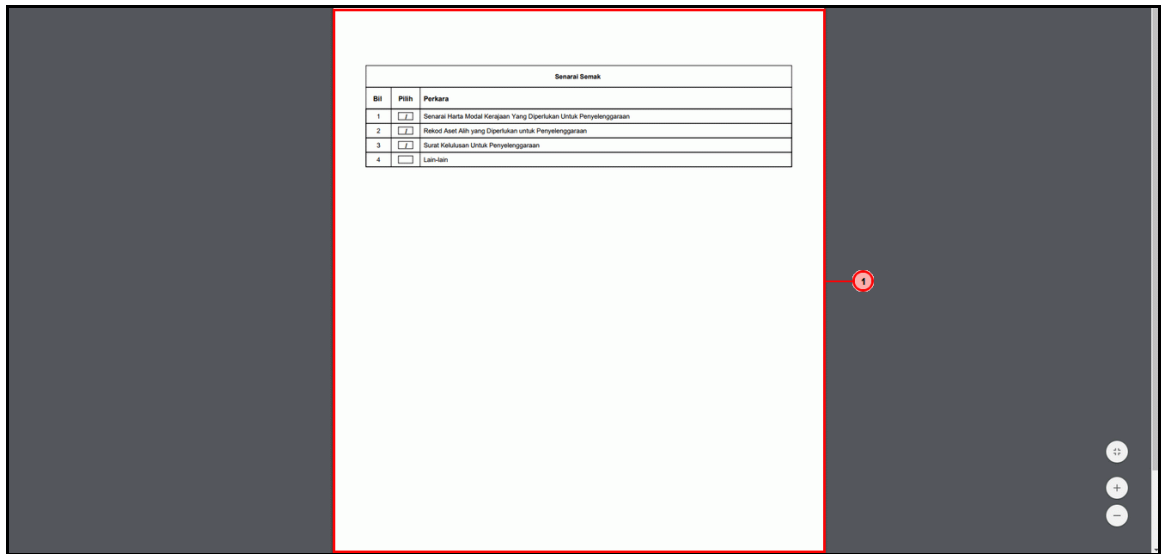 Senarai Semak
Bil Pilih Perkara
1 / Senarai Harta Modal Kerajaan Yang Diperlukan Untuk Penyelenggaraan
2 / Rekod Aset Alih yang Diperlukan untuk Penyelenggaraan
3 / Surat Kelulusan Untuk Penyelenggaraan
4 Lain-lain
1